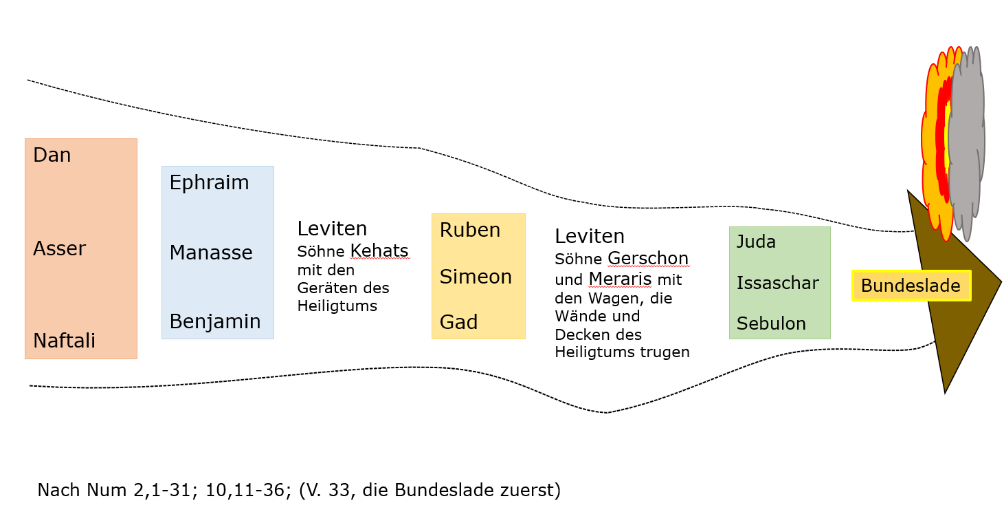 Dan
Asser
Naftali
Ephraim
Manasse
Benjamin
Leviten
Söhne Kehats
mit den
Geräten des
Heiligtums
Ruben
Simeon
Gad
Leviten
Söhne Gerschon
und Meraris mit
den Wagen, die
Wände und
Decken des
Heiligtums trugen
Juda
Issaschar
Sebulon
Bundeslade
Nach Num 2,1-31; 10,11-36; (V. 33, die Bundeslade zuerst)